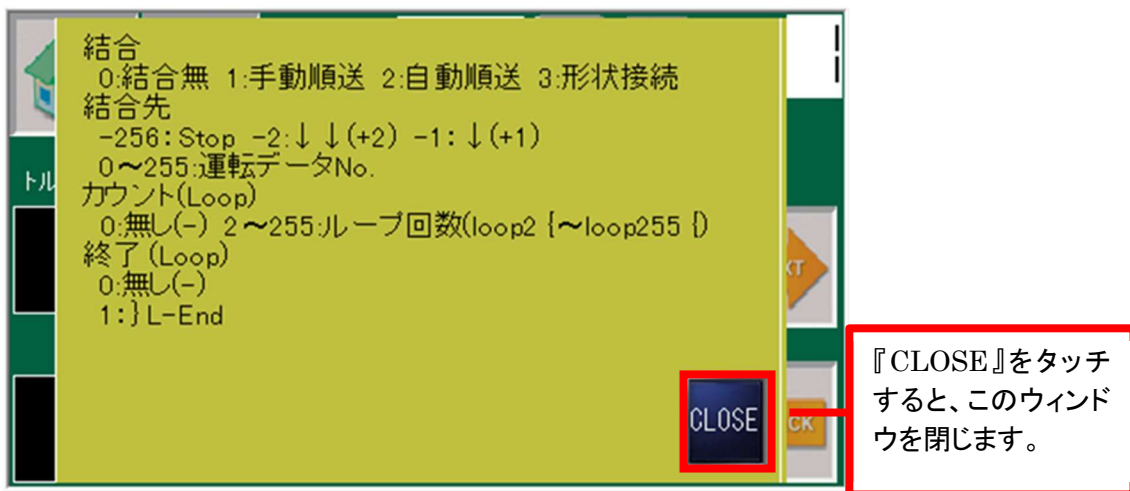 結合
0:結合無 1:手動順送 2:自動順送 3:形状接続
結合先
-256:Stop -2:↓↓(+2) -1:↓(+1)
0～255:運転データNo.
カウント(Loop)
0:無し(-) 2～255:ループ回数(loop2 {～loop255 {)
終了(Loop)
0:無し(-)
1:} L-End
トル
XT
CLOSE
CK
『CLOSE』をタッチ
すると、このウィンド
ウを閉じます。